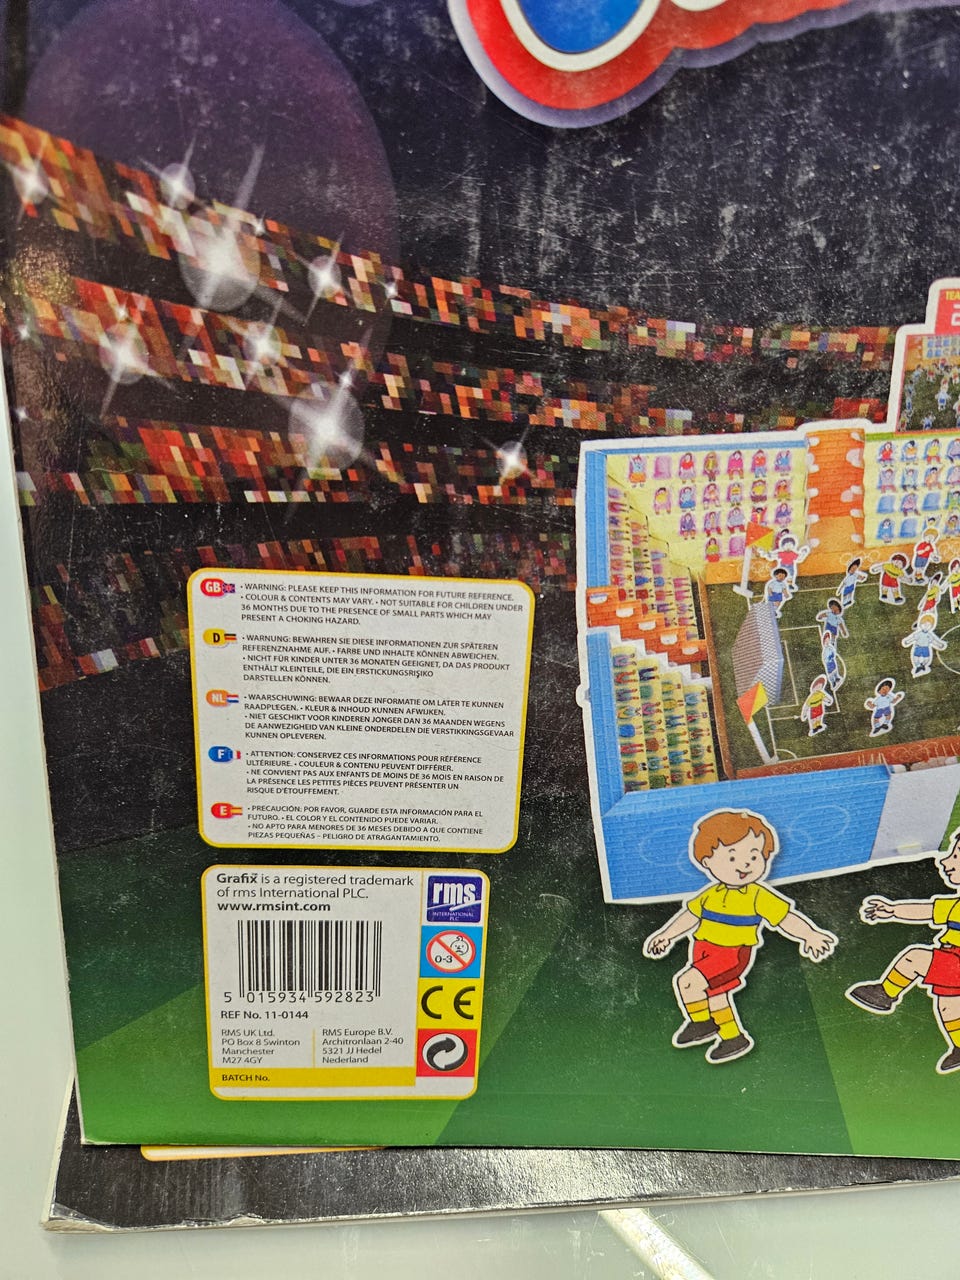 TEA
GB • WARNING: PLEASE KEEP THIS INFORMATION FOR FUTURE REFERENCE.
• COLOUR & CONTENTS MAY VARY. • NOT SUITABLE FOR CHILDREN UNDER
36 MONTHS DUE TO THE PRESENCE OF SMALL PARTS WHICH MAY
PRESENT A CHOKING HAZARD.
D • WARNUNG: BEWAHREN SIE DIESE INFORMATIONEN ZUR SPÄTEREN
REFERENZNAHME AUF. • FARBE UND INHALTE KÖNNEN ABWEICHEN.
• NICHT FÜR KINDER UNTER 36 MONATEN GEEIGNET, DA DAS PRODUKT
ENTHÄLT KLEINTEILE, DIE EIN ERSTICKUNGSRISIKO
DARSTELLEN KÖNNEN.
NL • WAARSCHUWING: BEWAAR DEZE INFORMATIE OM LATER TE KUNNEN
RAADPLEGEN. • KLEUR & INHOUD KUNNEN AFWIJKEN.
• NIET GESCHIKT VOOR KINDEREN JONGER DAN 36 MAANDEN WEGENS
DE AANWEZIGHEID VAN KLEINE ONDERDELEN DIE VERSTIKKINGSGEVAAR
KUNNEN OPLEVEREN.
F • ATTENTION: CONSERVEZ CES INFORMATIONS POUR RÉFÉRENCE
ULTÉRIEURE. • COULEUR & CONTENU PEUVENT DIFFÉRER.
• NE CONVIENT PAS AUX ENFANTS DE MOINS DE 36 MOIS EN RAISON DE
LA PRÉSENCE LES PETITES PIÈCES PEUVENT PRÉSENTER UN
RISQUE D'ÉTOUFFEMENT.
E • PRECAUCIÓN: POR FAVOR, GUARDE ESTA INFORMACIÓN PARA EL
FUTURO. • EL COLOR Y EL CONTENIDO PUEDE VARIAR.
• NO APTO PARA MENORES DE 36 MESES DEBIDO A QUE CONTIENE
PIEZAS PEQUEÑAS – PELIGRO DE ATRAGANTAMIENTO.
Grafix is a registered trademark
of rms International PLC.
www.rmsint.com
rms
INTERNATIONAL
PLC
0-3
CE
5 015934 592823
REF No. 11-0144
RMS UK Ltd.
PO Box 8 Swinton
Manchester
M27 4GY
RMS Europe B.V.
Architronlaan 2-40
5321 JJ Hedel
Nederland
BATCH No.